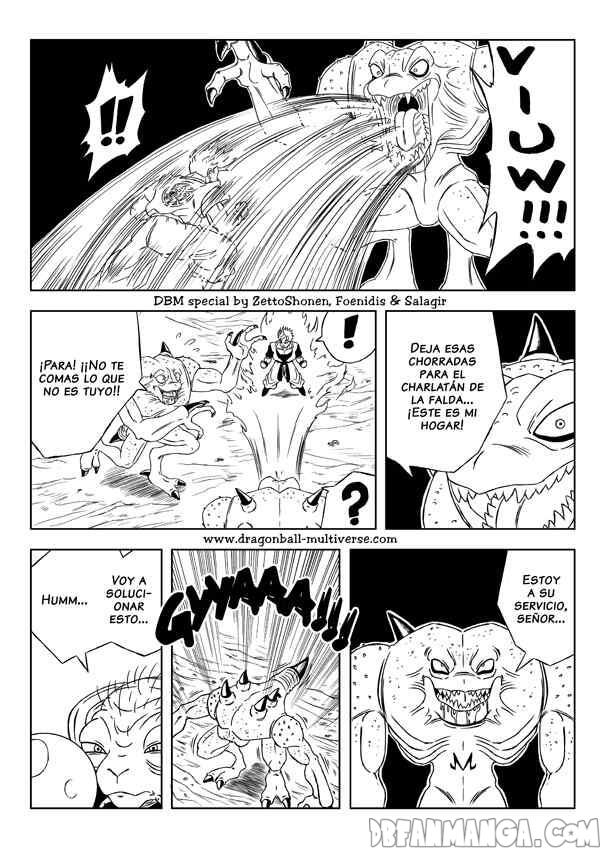 !!
VIUW!!!
DBM special by ZettoShonen, Foenidis & Salagir
¡PARA! ¡¡NO TE
COMAS LO QUE
NO ES TUYO!!
!
?
DEJA ESAS
CHORRADAS
PARA EL
CHARLATÁN DE
LA FALDA...
¡ESTE ES MI
HOGAR!
www.dragonball-multiverse.com
HUMM...
VOY A
SOLUCI-
ONAR
ESTO...
GYYAAAA!!!
ESTOY
A SU
SERVICIO,
SEÑOR...
M
DBFANMANGA.COM